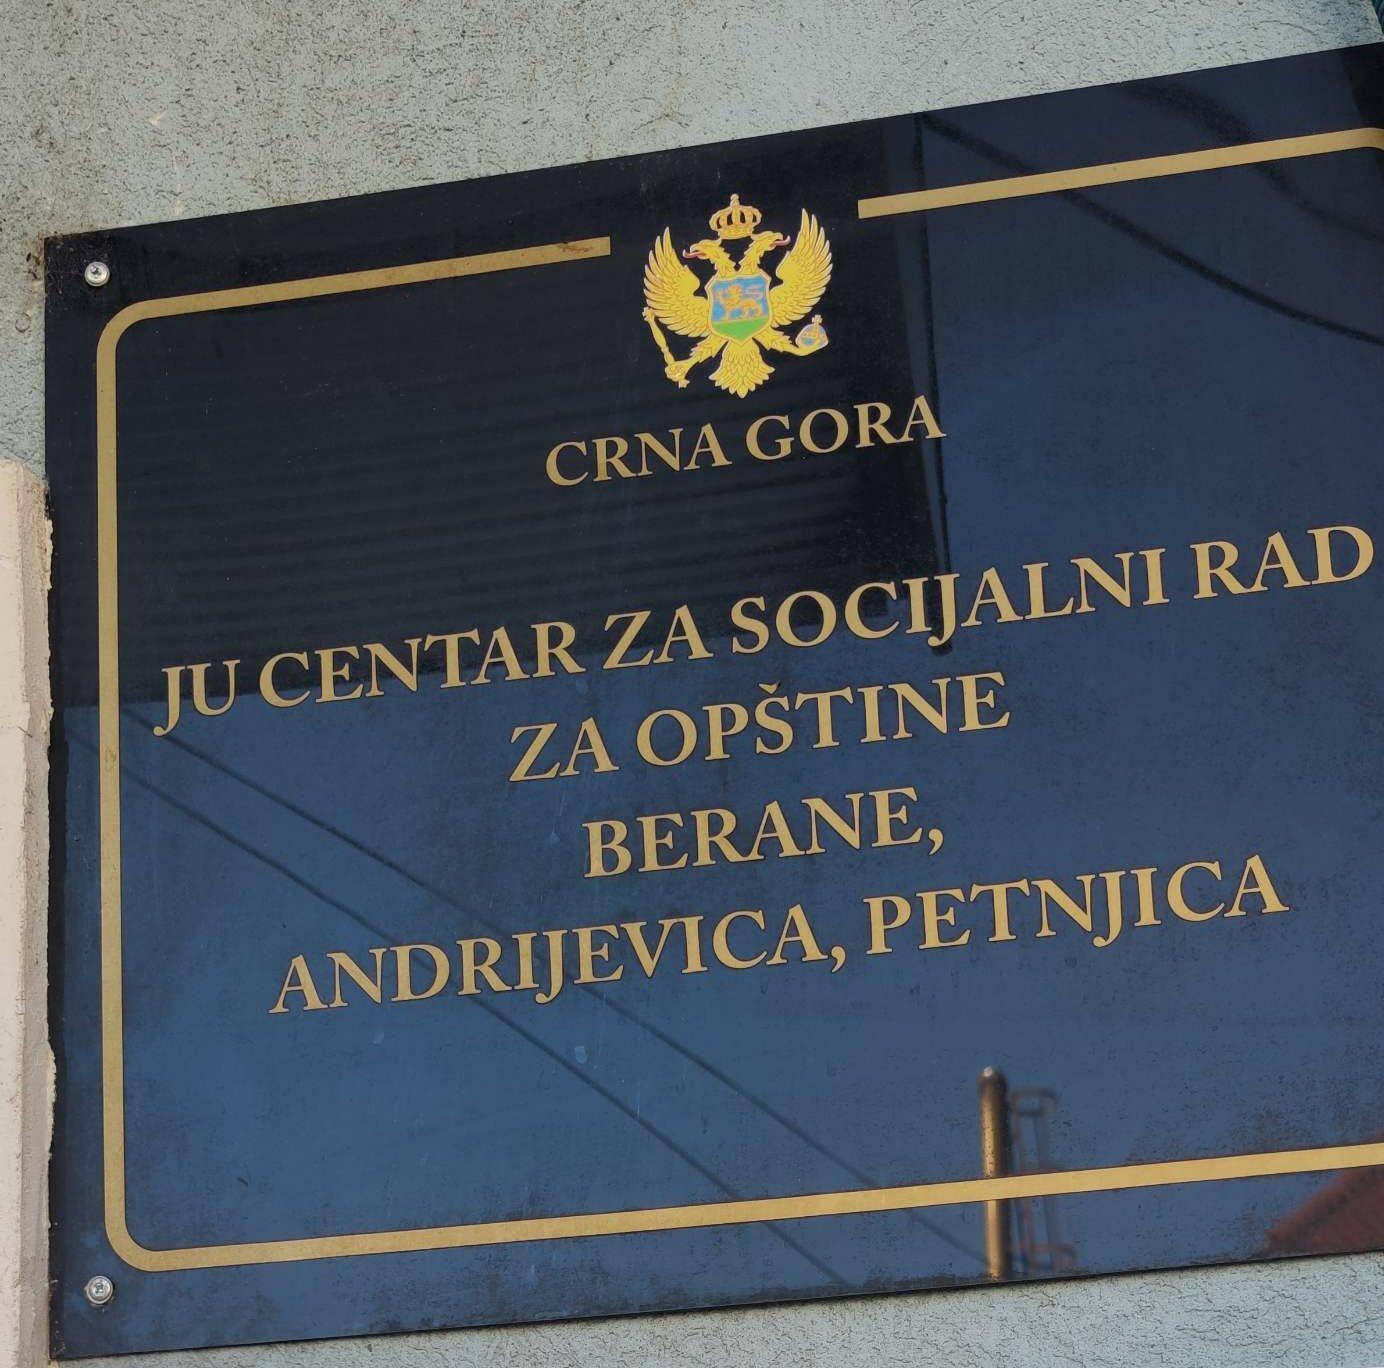 CRNA GORA
JU CENTAR ZA SOCIJALNI RAD
ZA OPŠTINE
BERANE,
ANDRIJEVICA, PETNJICA